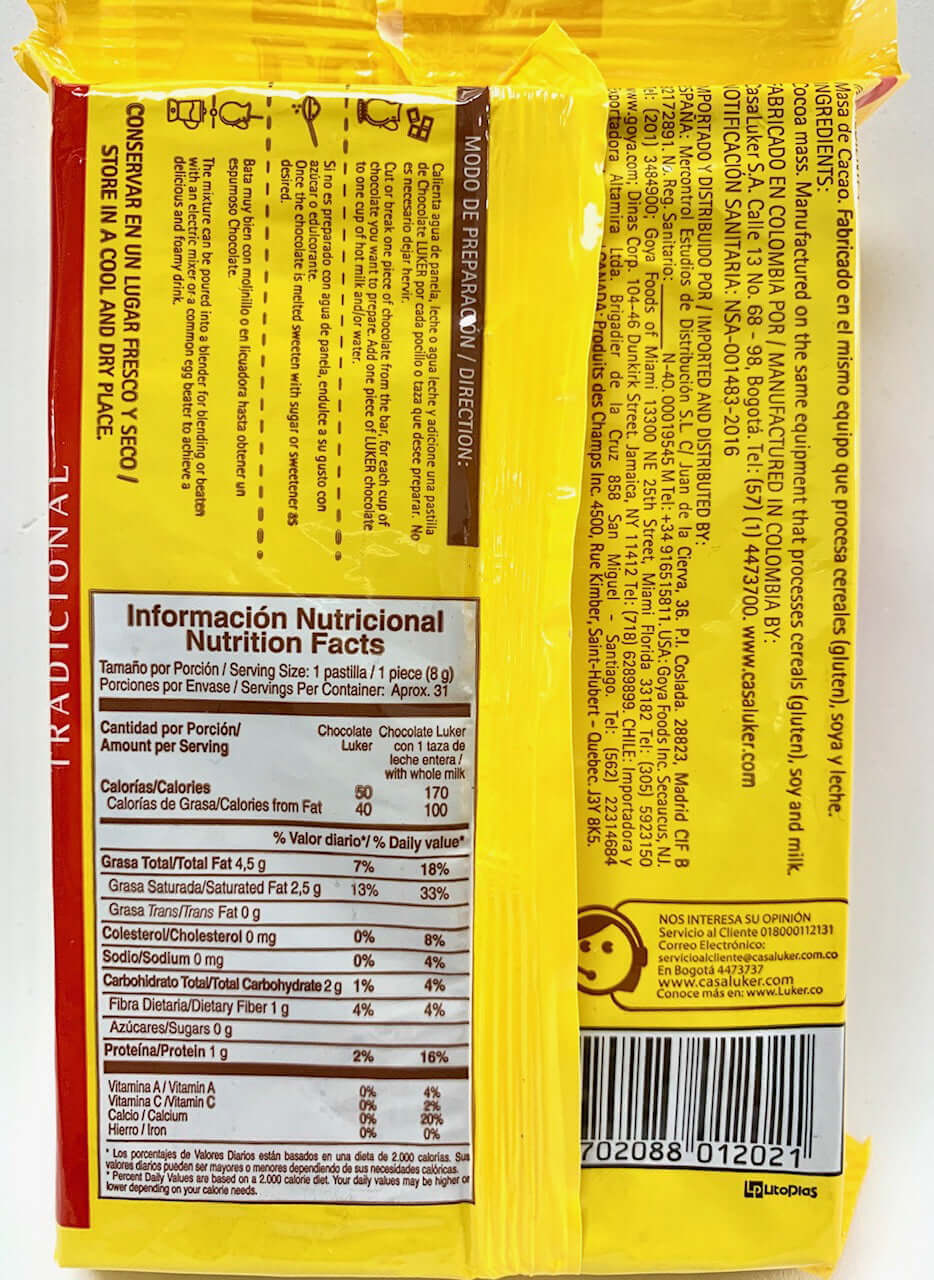 Masa de Cacao. Fabricado en el mismo equipo que procesa cereales (gluten), soya y leche.
INGREDIENTS:
Cocoa mass. Manufactured on the same equipment that processes cereals (gluten), soy and milk.
FABRICADO EN COLOMBIA POR / MANUFACTURED IN COLOMBIA BY:
CasaLuker S.A. Calle 13 No. 68 - 98, Bogotá. Tel: (57) (1) 4473700. www.casaluker.com
NOTIFICACIÓN SANITARIA: NSA-001483-2016
IMPORTADO Y DISTRIBUIDO POR / IMPORTED AND DISTRIBUTED BY:
ESPAÑA: Mercontrol Estudios de Distribución S.L. C/ Juan de la Cierva, 36. P.I. Coslada. 28823, Madrid CIF B
2172891. No. Reg. Sanitario: ______ N-40. 00019545 M Tel: +34 916515811. USA: Goya Foods Inc. Secaucus, NJ.
Tel: (201) 3484900; Goya Foods of Miami 13300 NE 25th Street, Miami Florida 33182 Tel: (305) 5923150
www.goya.com; Dinas Corp. 104-46 Dunkirk Street, Jamaica, NY 11412 Tel: (718) 6289899. CHILE: Importadora y
Altamira Ltda. Brigadier de la Cruz 858 San Miguel - Santiago. Tel: (562) 22314684
CANADA: Produits des Champs Inc. 4500, Rue Kimber, Saint-Hubert - Quebec. J3Y 8K5.
MODO DE PREPARACIÓN / DIRECTION:
Calienta agua de panela, leche o agua leche y adicione una pastilla
de Chocolate LUKER por cada pocillo o taza que desee preparar. No
es necesario dejar hervir.
Cut or break one piece of chocolate from the bar, for each cup of
chocolate you want to prepare. Add one piece of LUKER chocolate
to one cup of hot milk and/or water.
Si no es preparado con agua de panela, endulce a su gusto con
azúcar o edulcorante.
Once the chocolate is melted sweeten with sugar or sweetener as
desired.
Bata muy bien con molinillo o en licuadora hasta obtener un
espumoso Chocolate.
The mixture can be poured into a blender for blending or beaten
with an electric mixer or a common egg beater to achieve a
delicious and foamy drink.
CONSERVAR EN UN LUGAR FRESCO Y SECO /
STORE IN A COOL AND DRY PLACE.
TRADICIONAL
Información Nutricional
Nutrition Facts
Tamaño por Porción / Serving Size: 1 pastilla / 1 piece (8 g)
Porciones por Envase / Servings Per Container: Aprox. 31
Cantidad por Porción/
Amount per Serving
Chocolate
Luker
Chocolate Luker
con 1 taza de
leche entera /
with whole milk
Calorías/Calories 50 170
Calorías de Grasa/Calories from Fat 40 100
% Valor diario*/ % Daily value*
Grasa Total/Total Fat 4,5 g 7% 18%
Grasa Saturada/Saturated Fat 2,5 g 13% 33%
Grasa Trans/Trans Fat 0 g
Colesterol/Cholesterol 0 mg 0% 8%
Sodio/Sodium 0 mg 0% 4%
Carbohidrato Total/Total Carbohydrate 2 g 1% 4%
Fibra Dietaria/Dietary Fiber 1 g 4% 4%
Azúcares/Sugars 0 g
Proteína/Protein 1 g 2% 16%
Vitamina A / Vitamin A 0% 4%
Vitamina C /Vitamin C 0% 2%
Calcio / Calcium 0% 20%
Hierro / Iron 0% 0%
* Los porcentajes de Valores Diarios están basados en una dieta de 2.000 calorías. Sus
valores diarios pueden ser mayores o menores dependiendo de sus necesidades calóricas.
* Percent Daily Values are based on a 2.000 calorie diet. Your daily values may be higher or
lower depending on your calorie needs.
NOS INTERESA SU OPINIÓN
Servicio al Cliente 018000112131
Correo Electrónico:
servicioalcliente@casaluker.com.co
En Bogotá 4473737
www.casaluker.com
Conoce más en: www.Luker.co
702088 012021
LP Litoplas